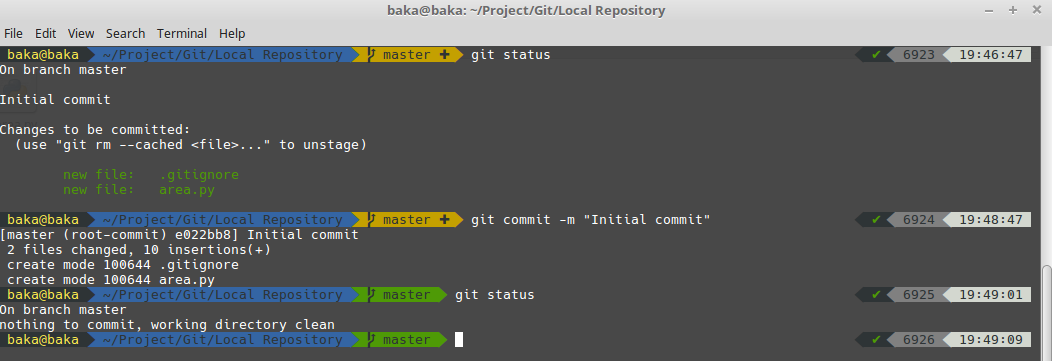 baka@baka: ~/Project/Git/Local Repository
File Edit View Search Terminal Help
baka@baka ~/Project/Git/Local Repository master ✚ git status ✔ 6923 19:46:47
On branch master
Initial commit
Changes to be committed:
(use "git rm --cached <file>..." to unstage)
new file: .gitignore
new file: area.py
baka@baka ~/Project/Git/Local Repository master ✚ git commit -m "Initial commit" ✔ 6924 19:48:47
[master (root-commit) e022bb8] Initial commit
2 files changed, 10 insertions(+)
create mode 100644 .gitignore
create mode 100644 area.py
baka@baka ~/Project/Git/Local Repository master git status ✔ 6925 19:49:01
On branch master
nothing to commit, working directory clean
baka@baka ~/Project/Git/Local Repository master ✔ 6926 19:49:09